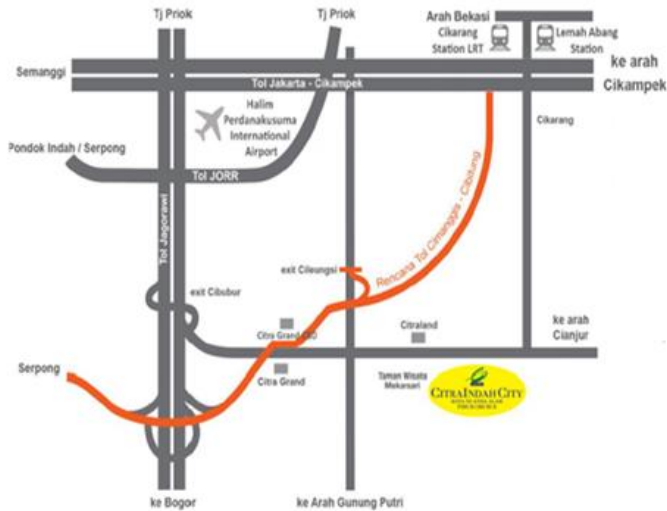 Tj Priok
Tj Priok
Arah Bekasi
Cikarang
Station LRT
Lemah Abang
Station
Semanggi
ke arah
Cikampek
Tol Jakarta - Cikampek
Halim
Perdanakusuma
International
Airport
Cikarang
Pondok Indah / Serpong
Tol JORR
Tol Jagorawi
Rencana Tol Cimanggis - Cibitung
exit Cileungsi
exit Cibubur
Citra Grand
Citraland
ke arah
Cianjur
Serpong
Citra Grand
Taman Wisata
Mekarsari
CITRAINDAH CITY
ke Bogor
ke Arah Gunung Putri